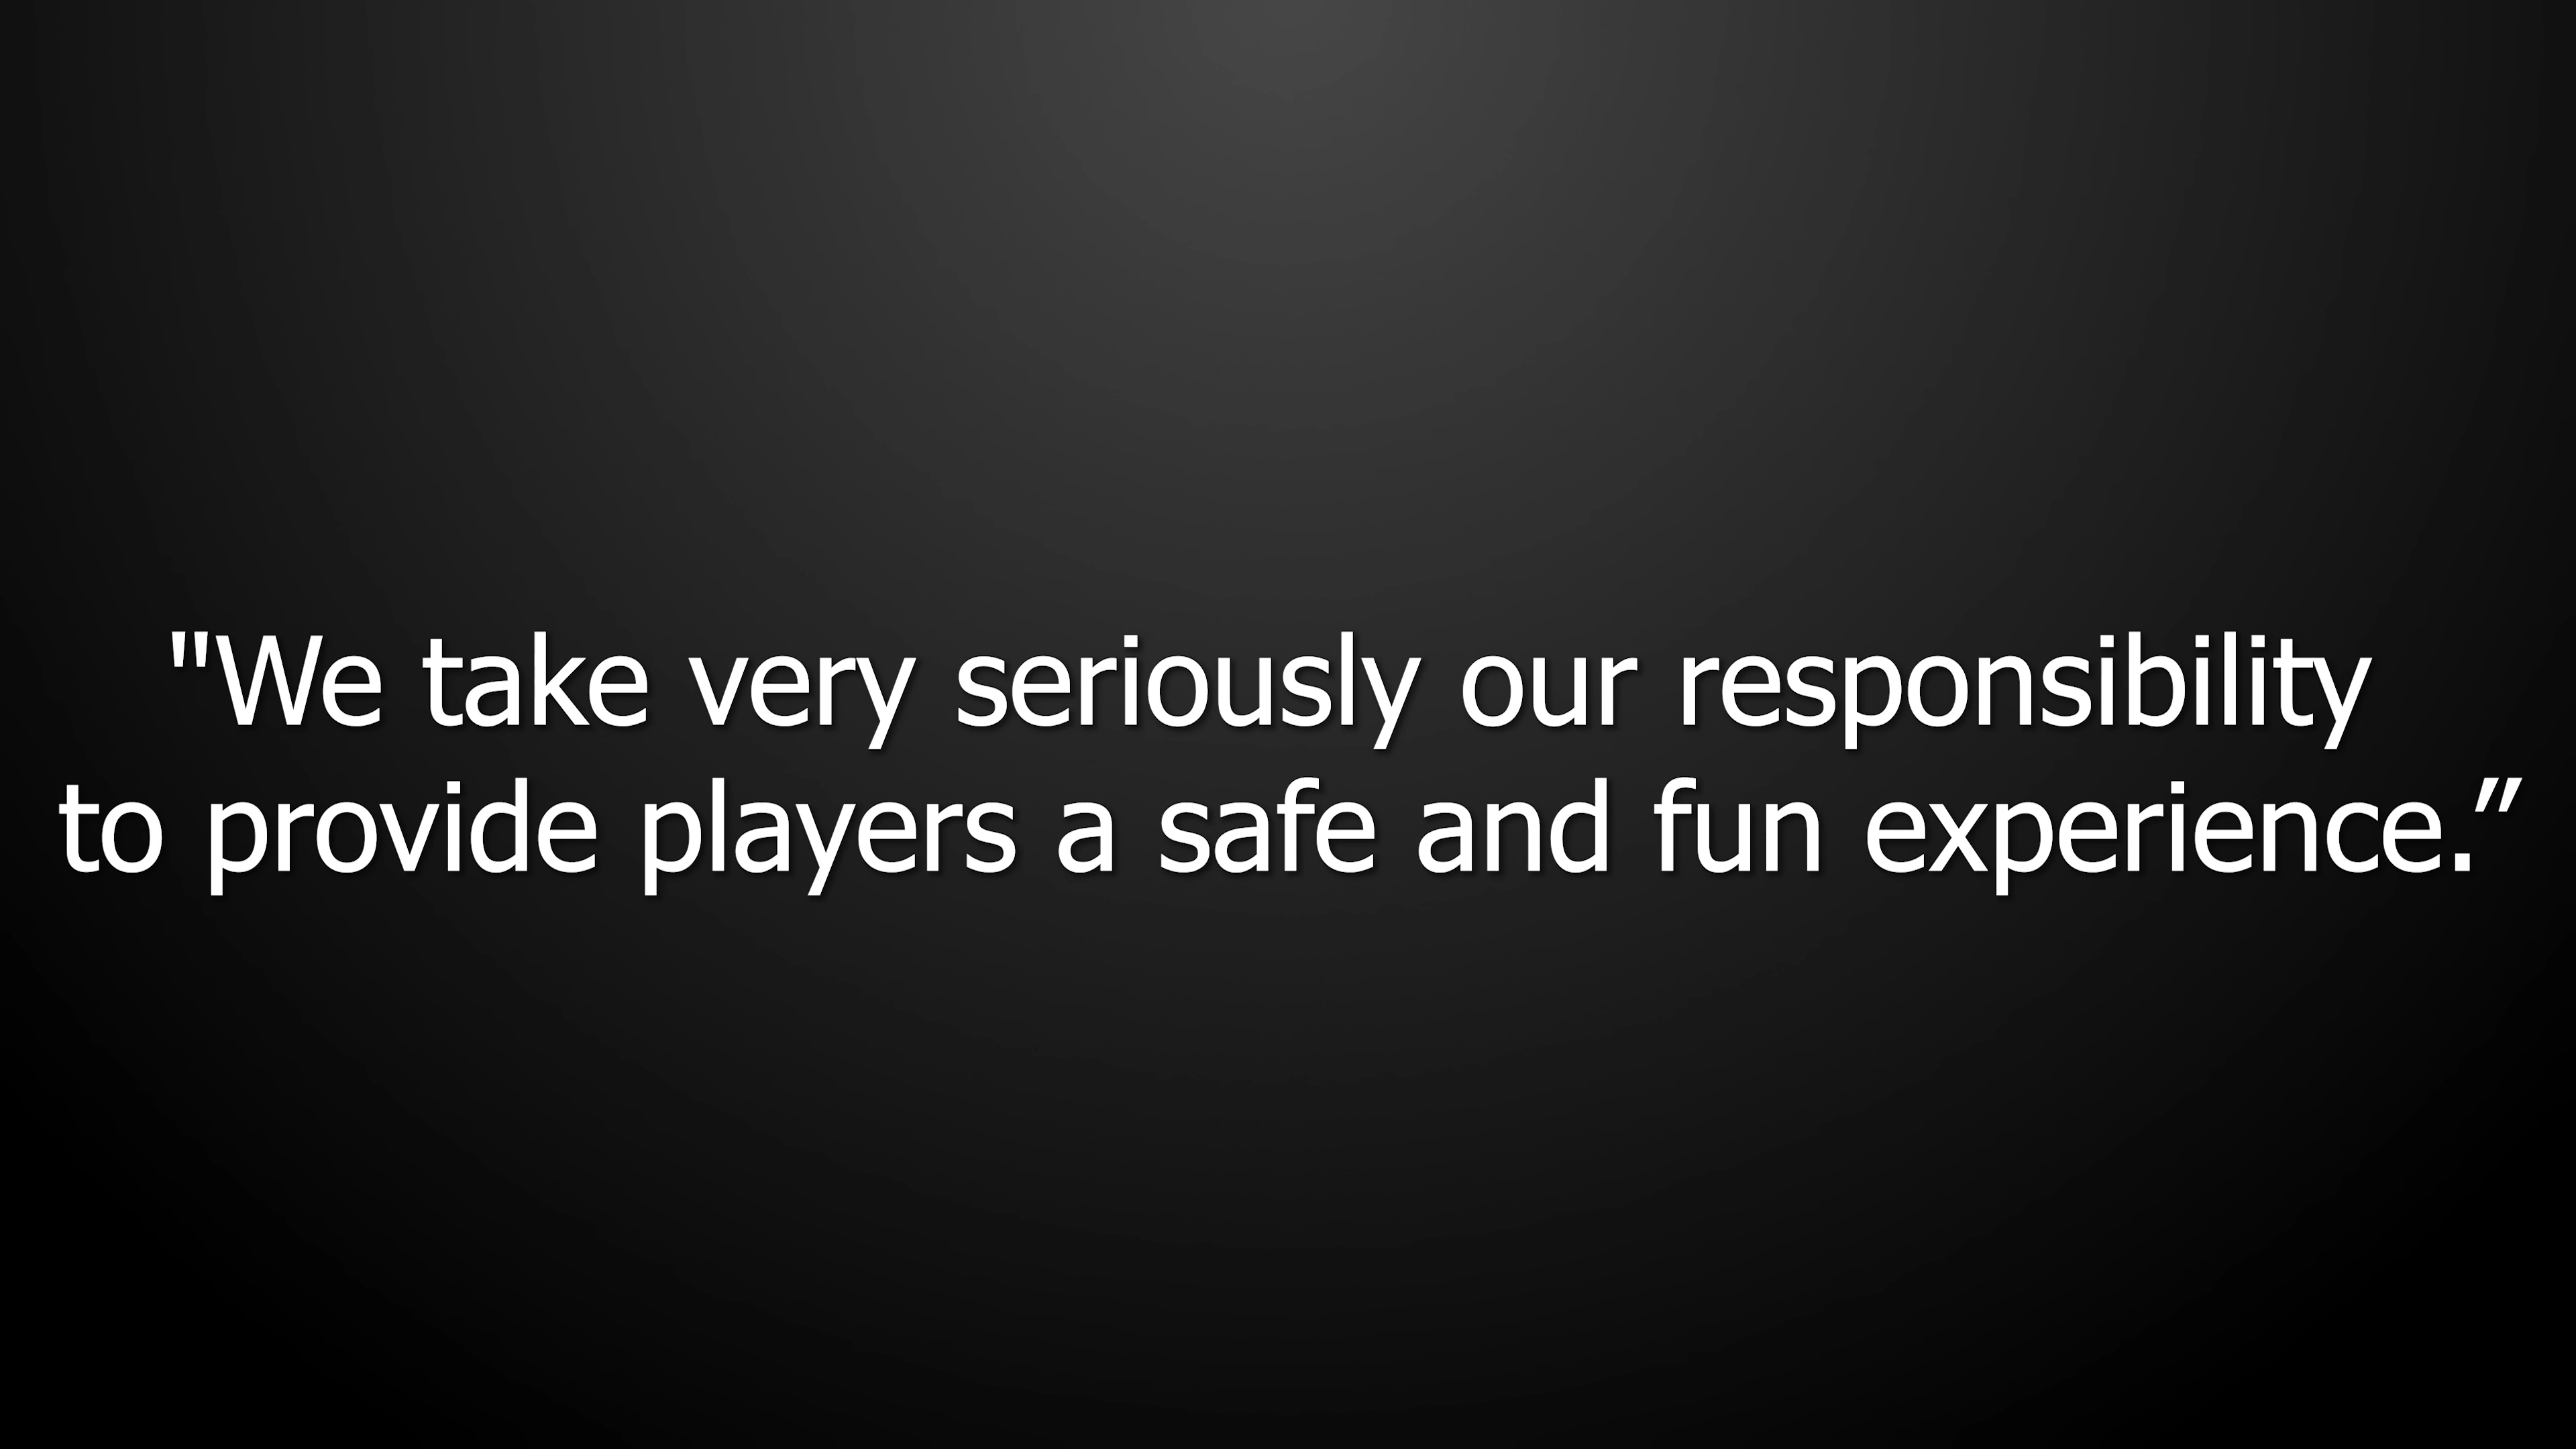 "We take very seriously our responsibility
to provide players a safe and fun experience.”